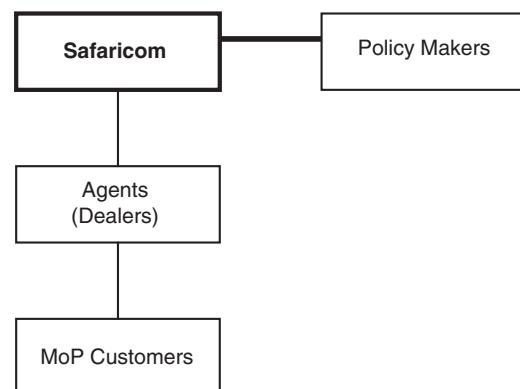 Safaricom
Policy Makers
Agents
(Dealers)
MoP Customers